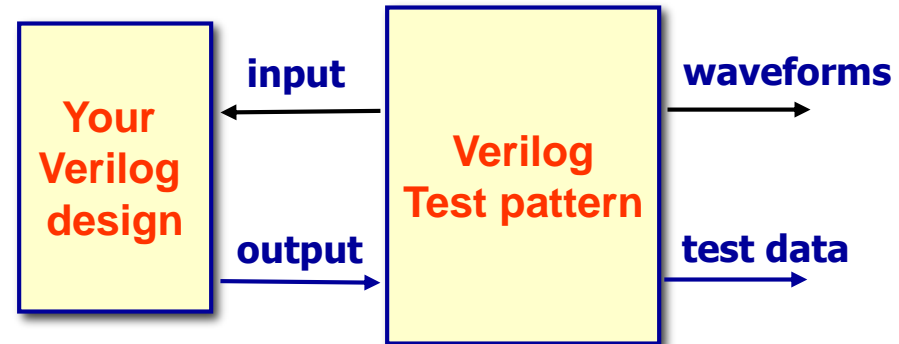 Your
Verilog
design
input
output
Verilog
Test pattern
waveforms
test data